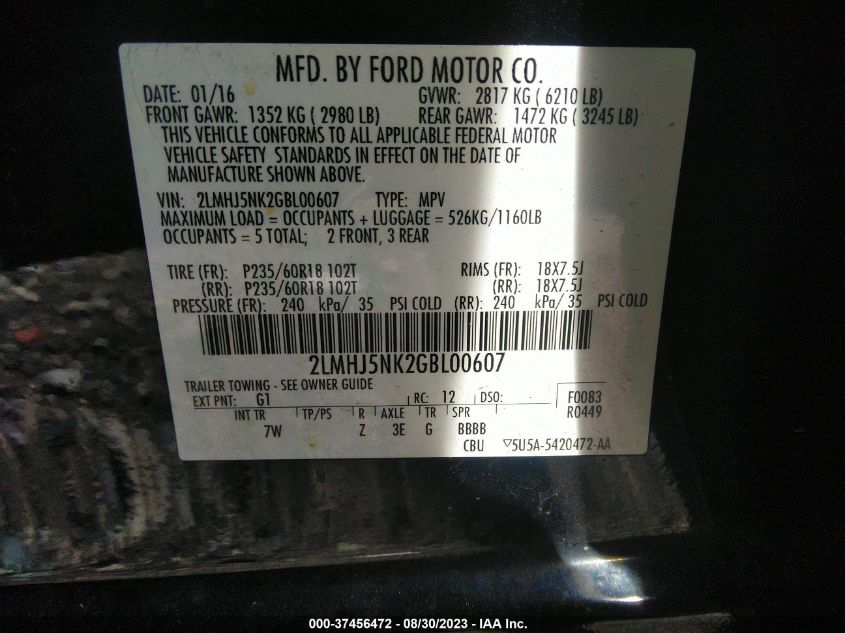 MFD. BY FORD MOTOR CO.
DATE: 01/16 GVWR: 2817 KG ( 6210 LB)
FRONT GAWR: 1352 KG ( 2980 LB) REAR GAWR: 1472 KG ( 3245 LB)
THIS VEHICLE CONFORMS TO ALL APPLICABLE FEDERAL MOTOR
VEHICLE SAFETY STANDARDS IN EFFECT ON THE DATE OF
MANUFACTURE SHOWN ABOVE.
VIN: 2LMHJ5NK2GBL00607 TYPE: MPV
MAXIMUM LOAD = OCCUPANTS + LUGGAGE = 526KG/1160LB
OCCUPANTS = 5 TOTAL; 2 FRONT, 3 REAR
TIRE (FR): P235/60R18 102T RIMS (FR): 18X7.5J
(RR): P235/60R18 102T (RR): 18X7.5J
PRESSURE (FR): 240 kPa/ 35 PSI COLD (RR): 240 kPa/ 35 PSI COLD
2LMHJ5NK2GBL00607
TRAILER TOWING - SEE OWNER GUIDE
EXT PNT: G1 RC: 12 DSO: F0083
INT TR TP/PS R AXLE TR SPR R0449
7W Z 3E G BBBB
CBU 5U5A-5420472-AA
000-37456472 - 08/30/2023 - IAA Inc.